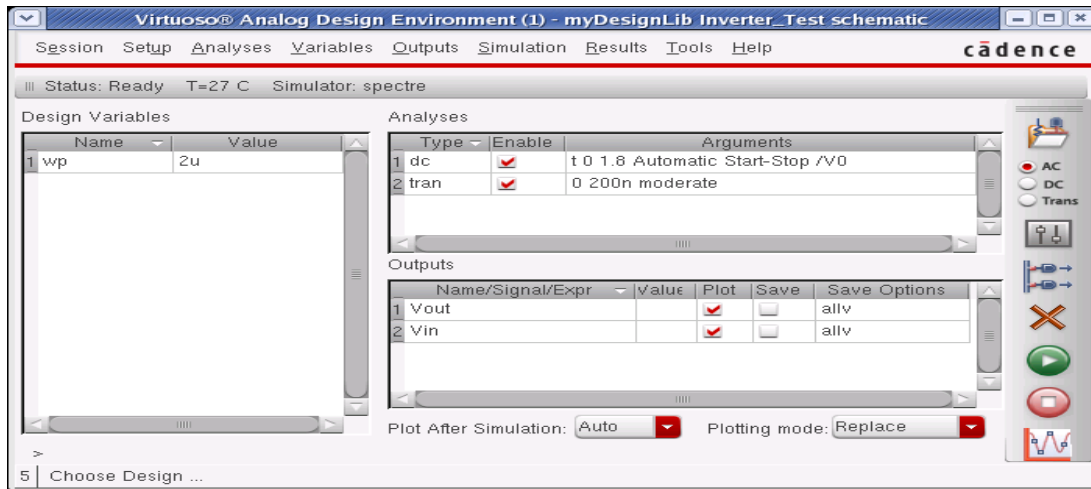 Virtuoso® Analog Design Environment (1) - myDesignLib Inverter_Test schematic
Session Setup Analyses Variables Outputs Simulation Results Tools Help cādence
Status: Ready T=27 C Simulator: spectre
Design Variables
Name Value
1 wp 2u
Analyses
Type Enable Arguments
1 dc t 0 1.8 Automatic Start-Stop /V0
2 tran 0 200n moderate
Outputs
Name/Signal/Expr Value Plot Save Save Options
1 Vout allv
2 Vin allv
Plot After Simulation: Auto Plotting mode: Replace
AC
DC
Trans
>
5 Choose Design ...